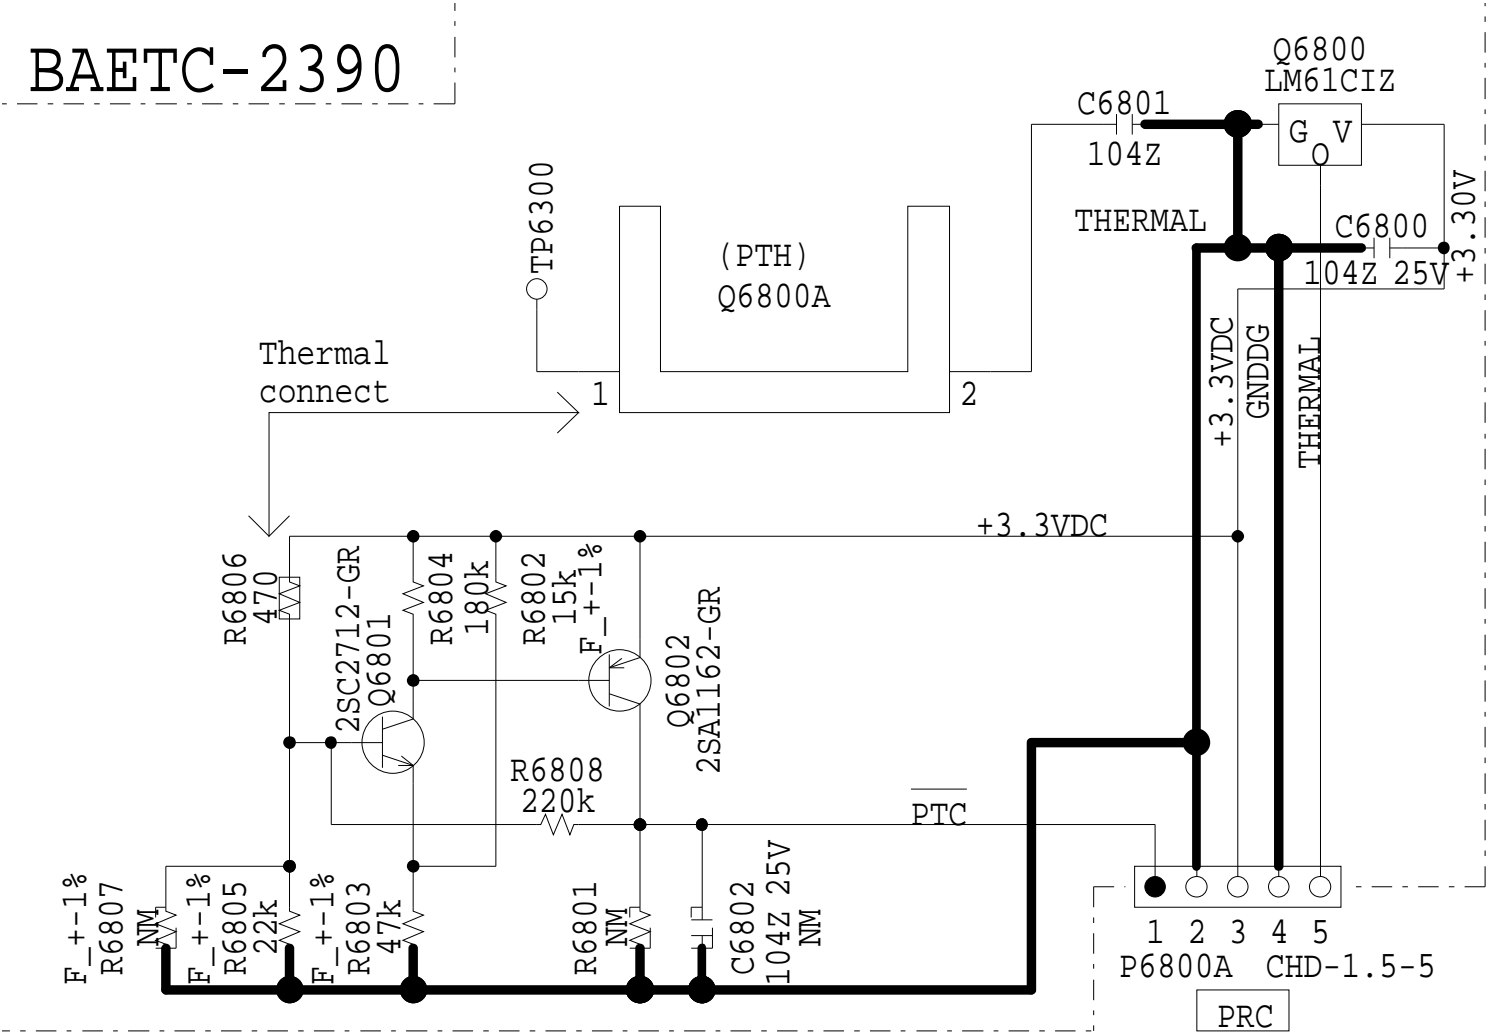 BAETC-2390
Q6800
LM61CIZ
C6801
104Z
G V
O
THERMAL
C6800
104Z 25V
+3.30V
TP6300
(PTH)
Q6800A
1
2
Thermal
connect
+3.3VDC
GNDDG
THERMAL
+3.3VDC
R6806
470
2SC2712-GR
Q6801
R6804
180k
R6802
15k
F_+-1%
Q6802
2SA1162-GR
R6808
220k
PTC
F_+-1%
R6807
NM
F_+-1%
R6805
22k
F_+-1%
R6803
47k
R6801
NM
C6802
104Z 25V
NM
1 2 3 4 5
P6800A CHD-1.5-5
PRC